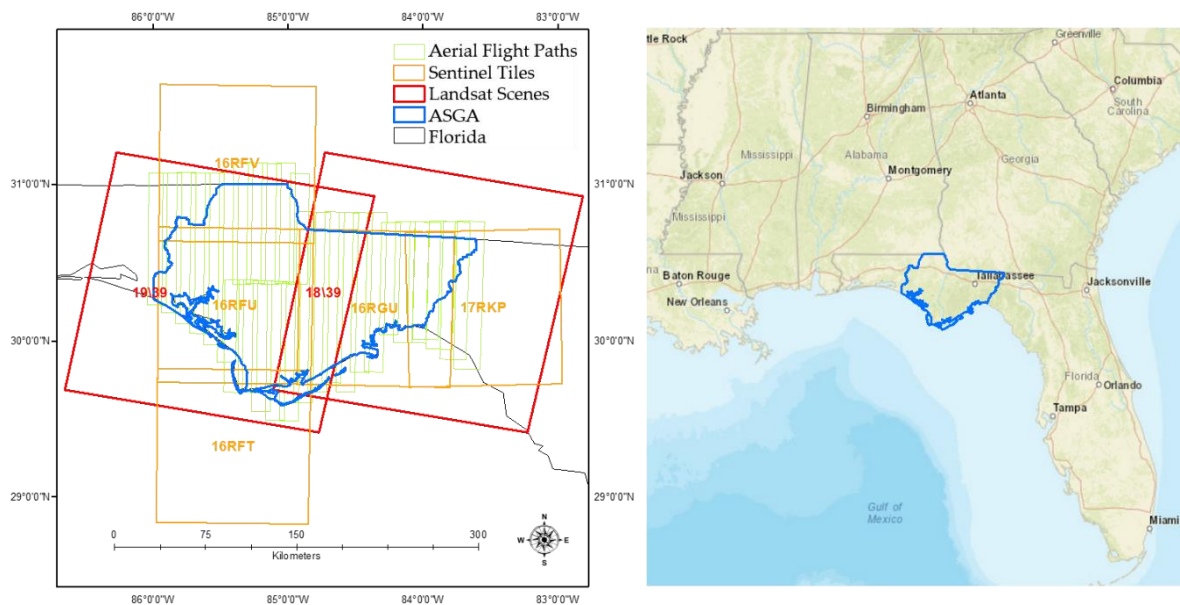 86°0'0"W 85°0'0"W 84°0'0"W 83°0'0"W
Aerial Flight Paths
Sentinel Tiles
Landsat Scenes
ASGA
Florida
16RFV
31°0'0"N 31°0'0"N
19\39 18\39
16RFU 16RGU 17RKP
30°0'0"N 30°0'0"N
16RFT
29°0'0"N 29°0'0"N
0 75 150 300
Kilometers
N
W E
S
86°0'0"W 85°0'0"W 84°0'0"W 83°0'0"W
tle Rock
Greenville
Columbia
Atlanta
South
Carolina
Birmingham
Mississippi Alabama Georgia
Jackson Montgomery
Mississippi
Tallapassee
Baton Rouge Jacksonville
na
New Orleans
Florida
Orlando
Tampa
Gulf of
Mexico
Miami